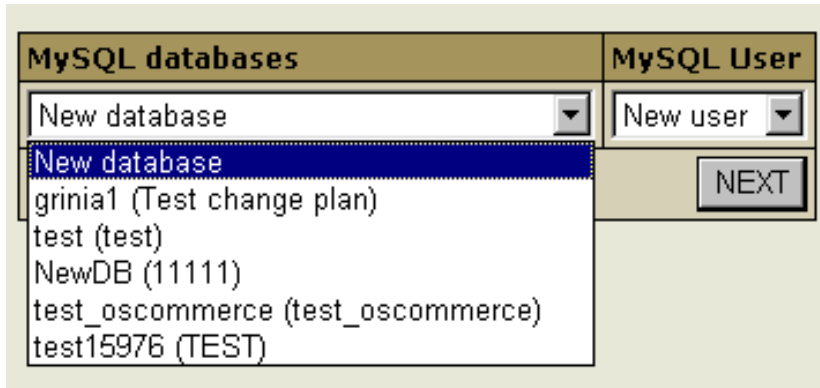 MySQL databases MySQL User
New database New user
New database
NEXT
grinia1 (Test change plan)
test (test)
NewDB (11111)
test_oscommerce (test_oscommerce)
test15976 (TEST)